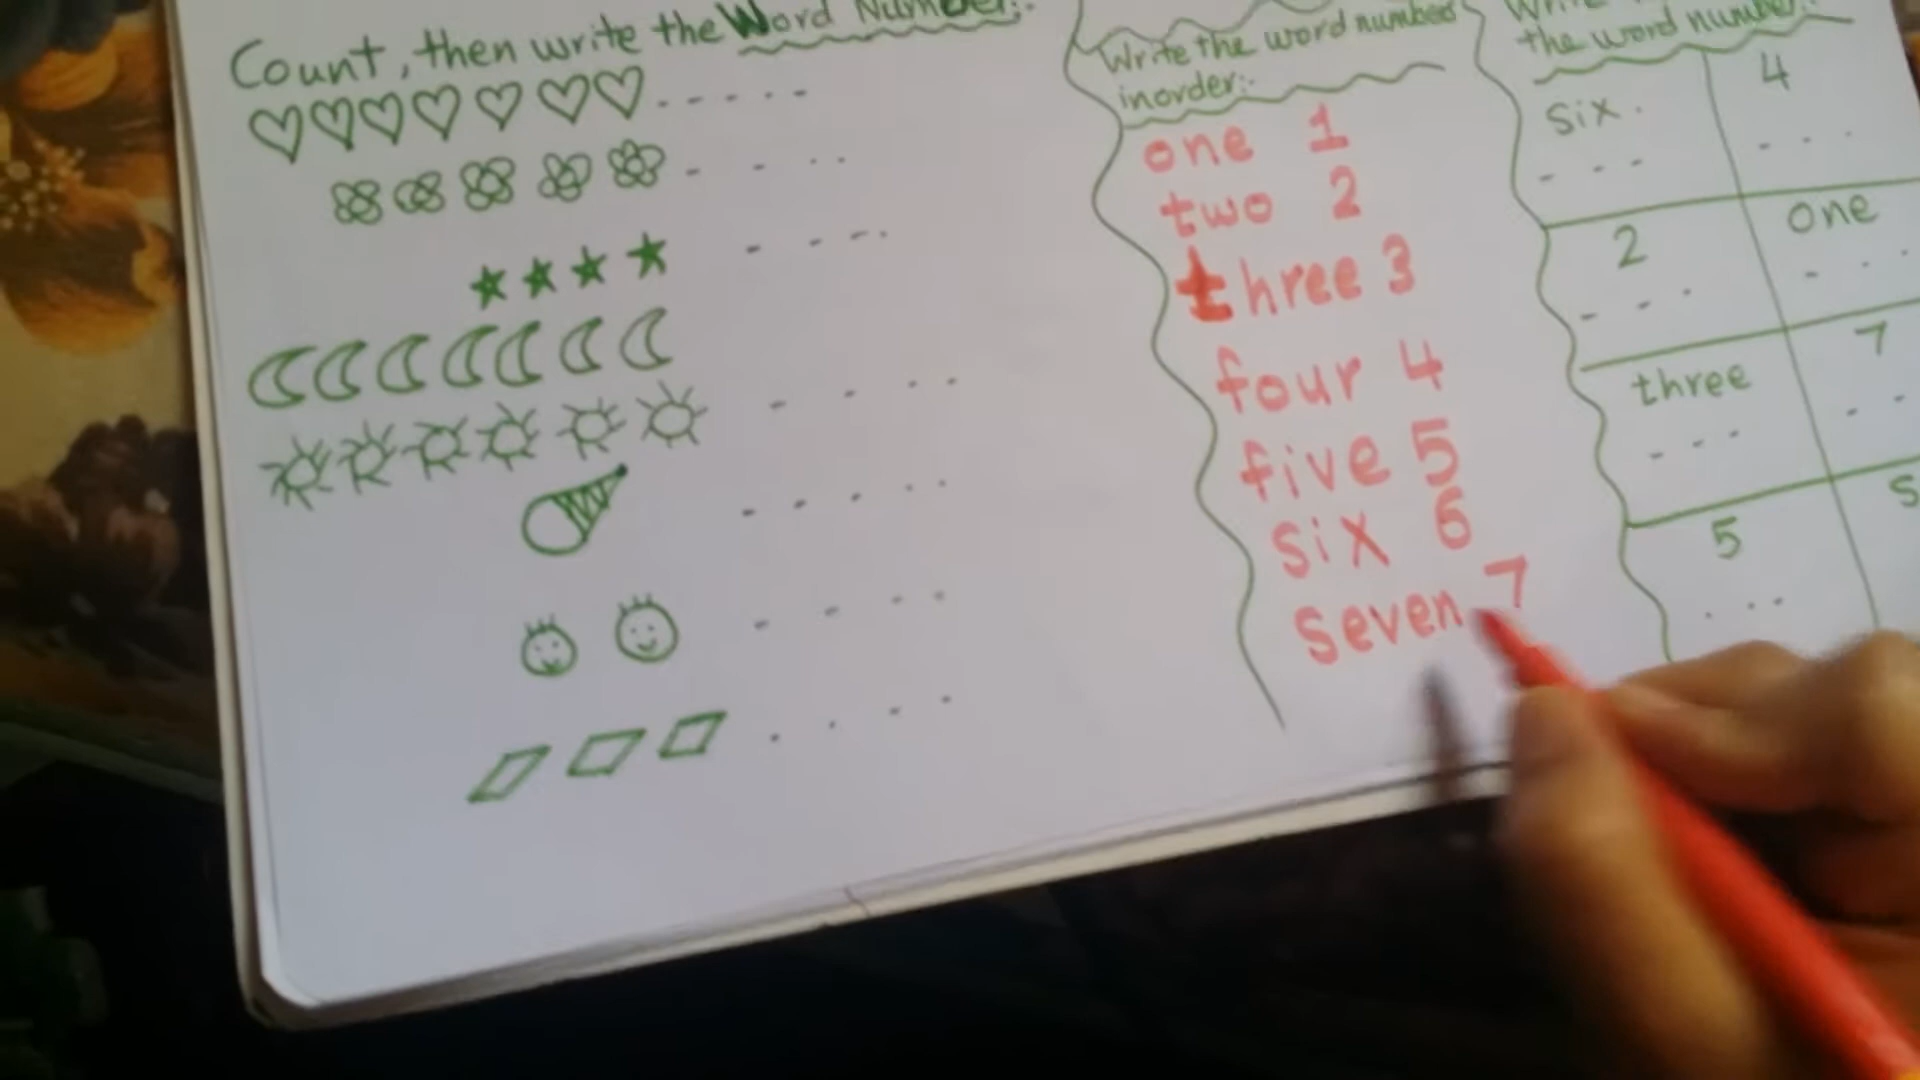 Count, then write the Word Number:.
Write the word number
inorder:-
one 1
two 2
three 3
four 4
five 5
six 6
seven 7
the word number:.
six. 4
2 one
three 7
5